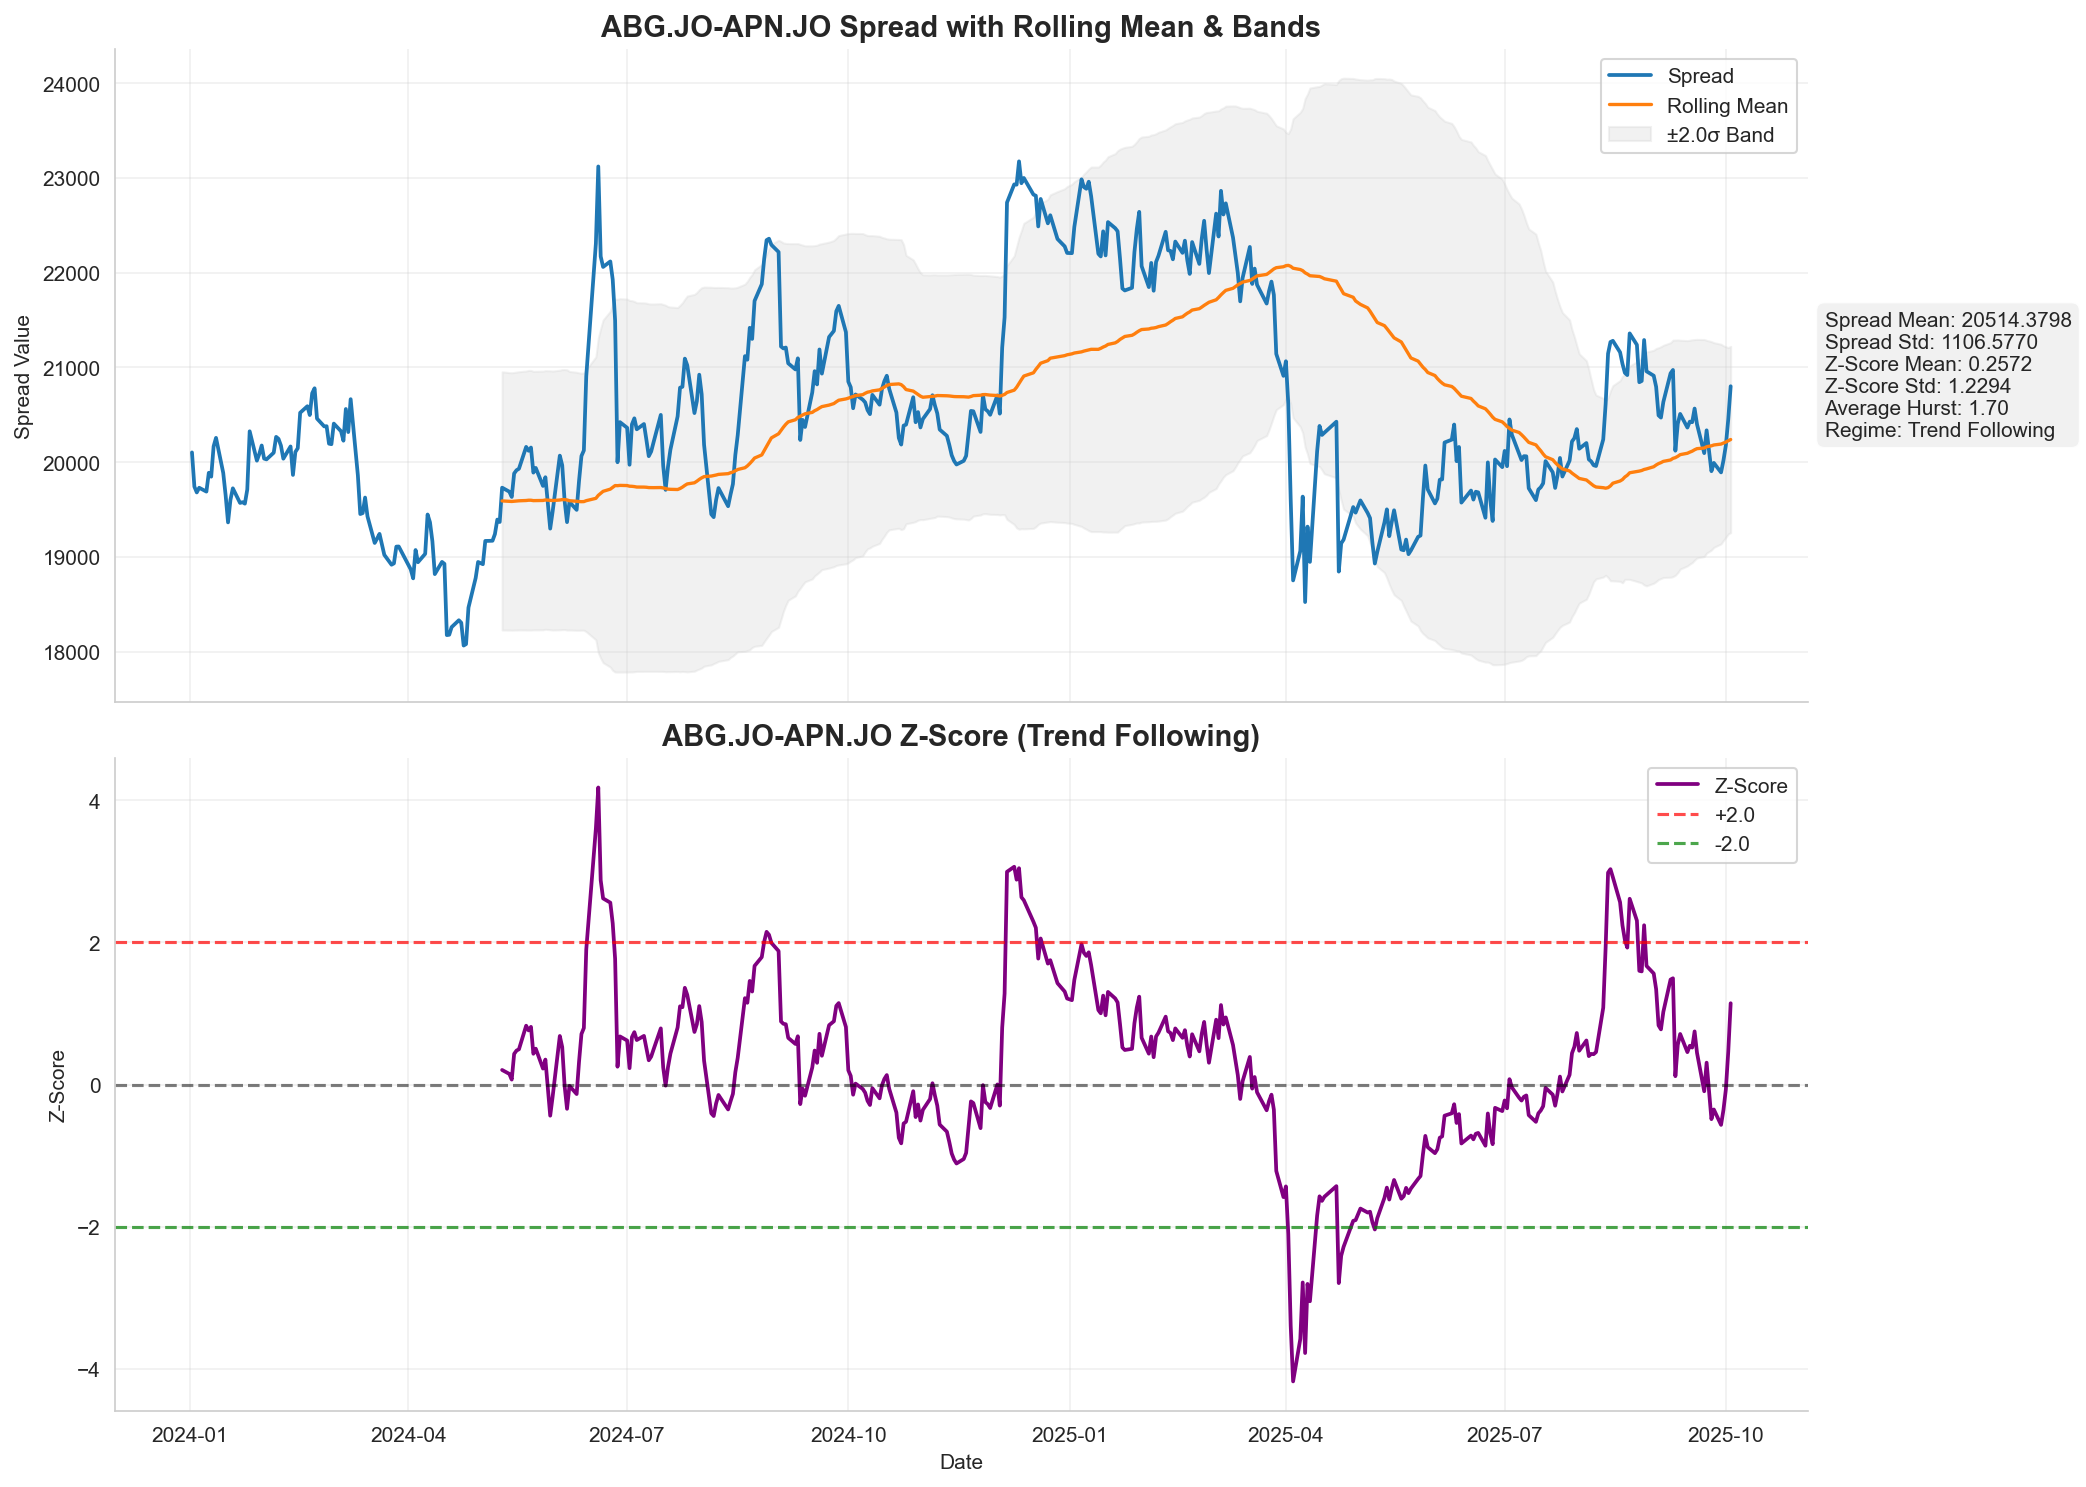 ABG.JO-APN.JO Spread with Rolling Mean & Bands
Spread Value
24000
23000
22000
21000
20000
19000
18000
Spread
Rolling Mean
±2.0σ Band
Spread Mean: 20514.3798
Spread Std: 1106.5770
Z-Score Mean: 0.2572
Z-Score Std: 1.2294
Average Hurst: 1.70
Regime: Trend Following
ABG.JO-APN.JO Z-Score (Trend Following)
Z-Score
4
2
0
−2
−4
Z-Score
+2.0
-2.0
2024-01 2024-04 2024-07 2024-10 2025-01 2025-04 2025-07 2025-10
Date